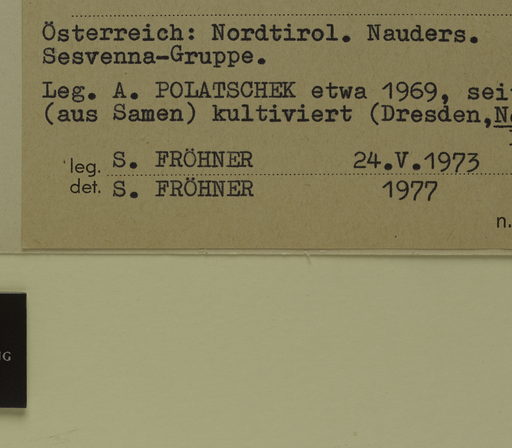 Österreich: Nordtirol. Nauders.
Sesvenna-Gruppe.
Leg. A. POLATSCHEK etwa 1969,
(aus Samen) kultiviert (Dresden,
leg. S. FRÖHNER 24.V.1973
det. S. FRÖHNER 1977
n.